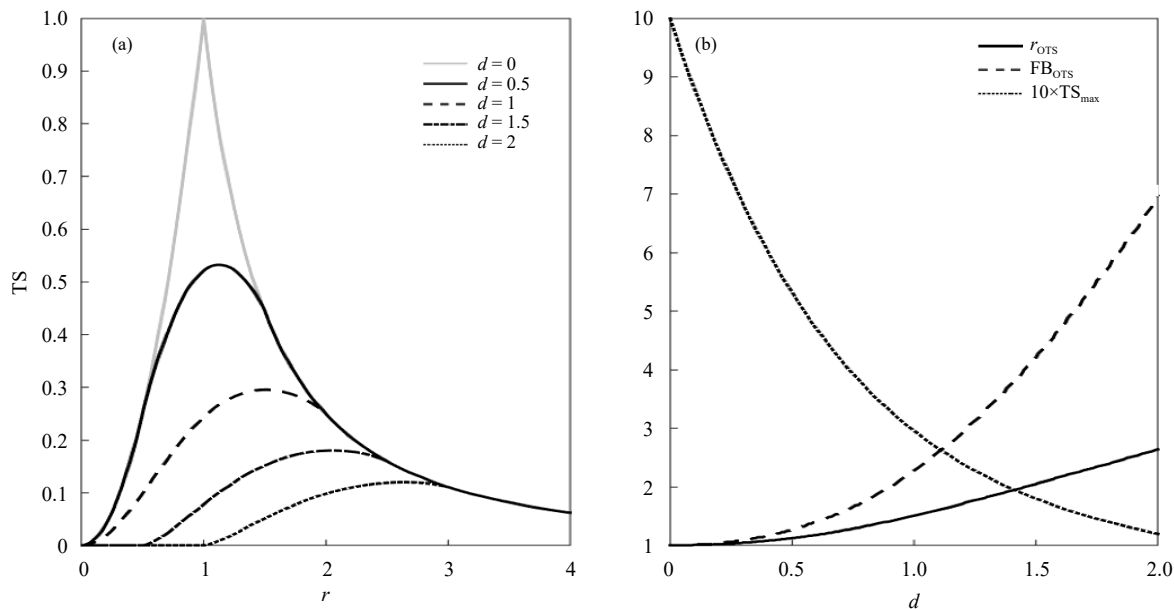 1.0
0.9
0.8
0.7
0.6
0.5
0.4
0.3
0.2
0.1
0
TS
(a)
d = 0
d = 0.5
d = 1
d = 1.5
d = 2
0 1 2 3 4
r
10
9
8
7
6
5
4
3
2
1
(b)
rOTS
FBOTS
10×TSmax
0 0.5 1.0 1.5 2.0
d